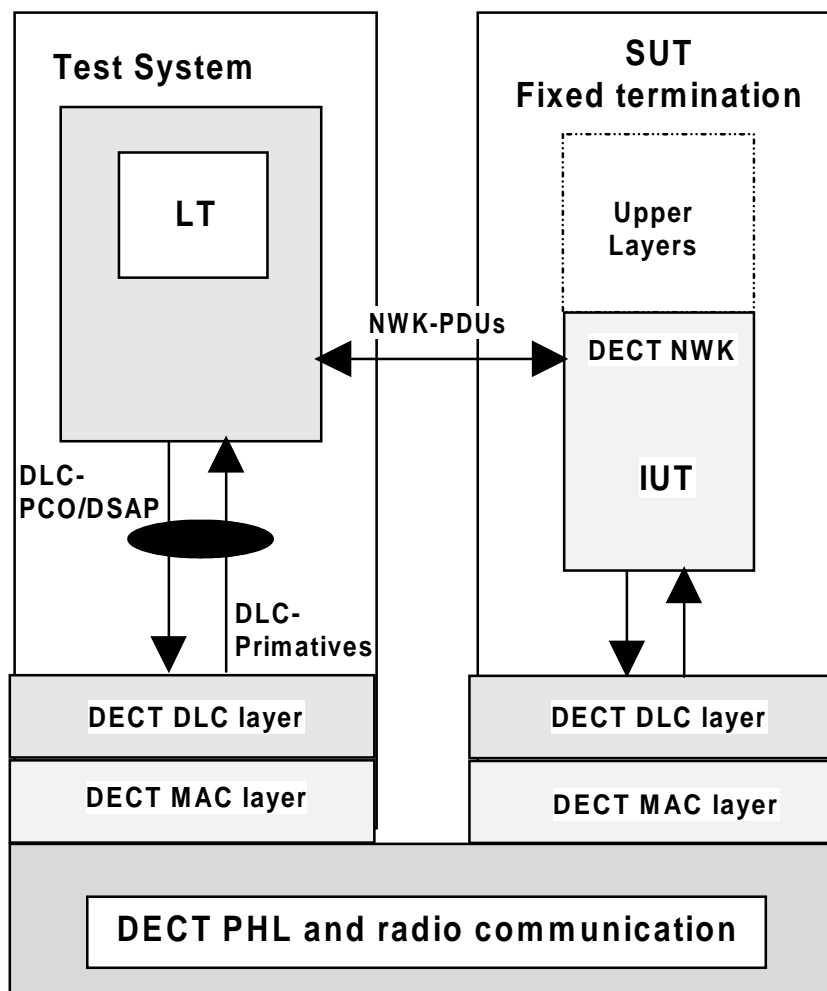 Test System
LT
SUT
Fixed termination
Upper
Layers
NWK-PDUs
DECT NWK
IUT
DLC-
PCO/DSAP
DLC-
Primatives
DECT DLC layer
DECT MAC layer
DECT DLC layer
DECT MAC layer
DECT PHL and radio communication